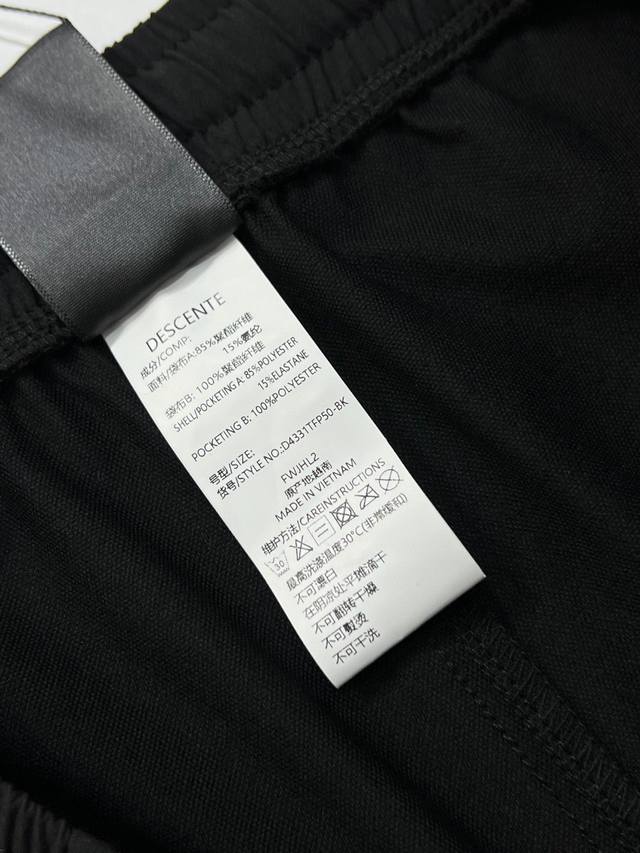 DESCENTE
成分/COMP:
面料/袋布A:85%聚酯纤维
15%氨纶
袋布B: 100%聚酯纤维
SHELL/POCKETING A: 85%POLYESTER
15%ELASTANE
POCKETING B: 100%POLYESTER
号型/SIZE:
货号/STYLE NO.:D4331TFP50-BK
FWJHL2
原产地:越南
MADE IN VIETNAM
维护方法/CAREINSTRUCTIONS
30
最高洗涤温度30°C(非常缓和)
不可漂白
在阴凉处平摊滴干
不可翻转干燥
不可熨烫
不可干洗